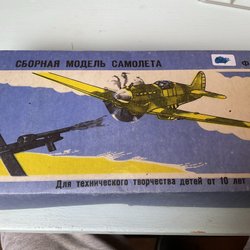 СБОРНАЯ МОДЕЛЬ САМОЛЕТА
Для технического творчества детей от 10 лет